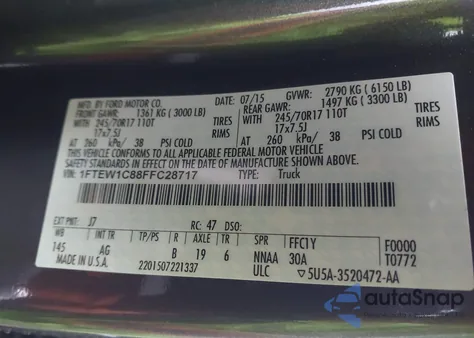 MFD. BY FORD MOTOR CO.
DATE: 07/15 GVWR: 2790 KG ( 6150 LB)
FRONT GAWR: 1361 KG ( 3000 LB) REAR GAWR: 1497 KG ( 3300 LB)
WITH 245/70R17 110T TIRES WITH 245/70R17 110T TIRES
17x7.5J RIMS 17x7.5J RIMS
AT 260 kPa/ 38 PSI COLD AT 260 kPa/ 38 PSI COLD
THIS VEHICLE CONFORMS TO ALL APPLICABLE FEDERAL MOTOR VEHICLE
SAFETY AND THEFT PREVENTION STANDARDS IN EFFECT ON THE
DATE OF MANUFACTURE SHOWN ABOVE.
VIN: 1FTEW1C88FFC28717 TYPE: Truck
EXT PNT: J7 RC: 47 DSO:
WB INT TR TP/PS R AXLE TR SPR FFC1Y F0000
145 AG B 19 6 NNAA 30A T0772
MADE IN U.S.A. 2201507221337 ULC ▽5U5A-3520472-AA
autoSnap